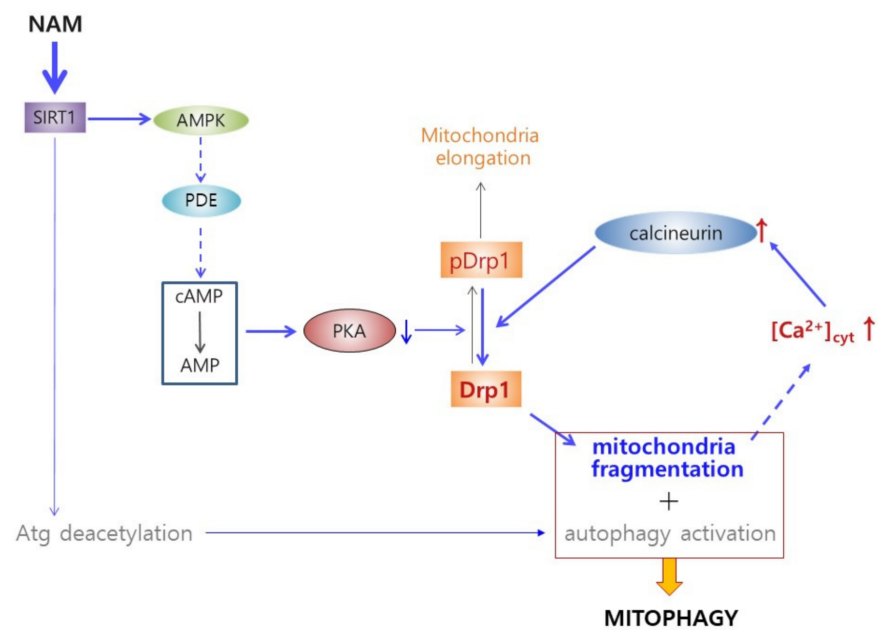 NAM
SIRT1
AMPK
Mitochondria
elongation
PDE
calcineurin ↑
pDrp1
cAMP
AMP
PKA ↓
[Ca²⁺]cyt ↑
Drp1
mitochondria
fragmentation
+
Atg deacetylation
autophagy activation
MITOPHAGY